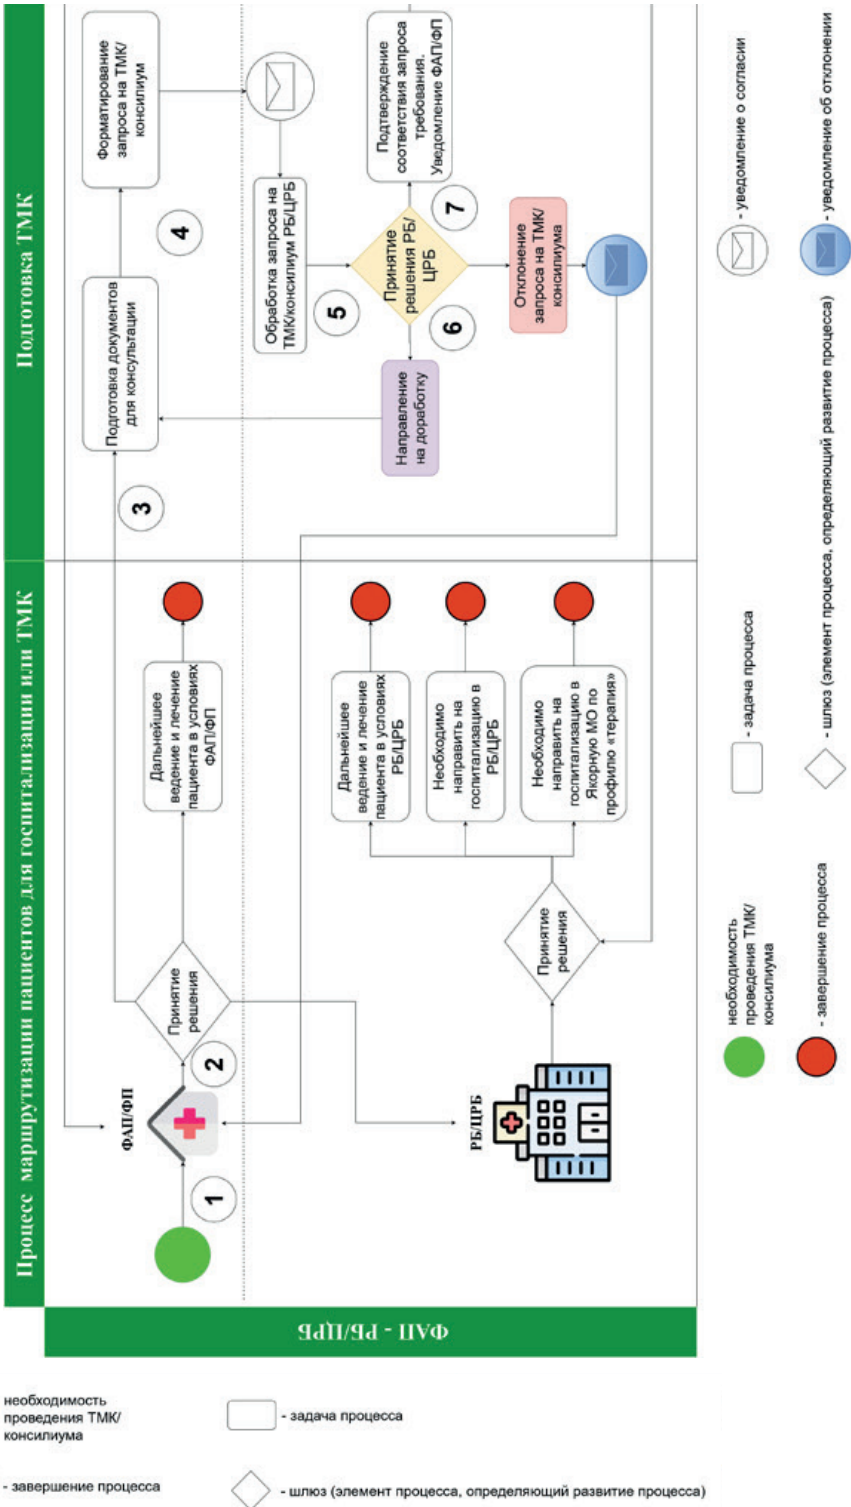 Процесс маршрутизации пациентов для госпитализации или ТМК
Подготовка ТМК
ФАП - РБ/ЦРБ
ФАП/ФП
1
2
Принятие
решения
Дальнейшее
ведение и лечение
пациента в условиях
ФАП/ФП
3
Подготовка документов
для консультации
4
Форматирование
запроса на ТМК/
консилиум
Обработка запроса на
ТМК/консилиум РБ/ЦРБ
5
Принятие
решения РБ/
ЦРБ
6
7
Направление
на доработку
Подтверждение
соответствия запроса
требования.
Уведомление ФАП/ФП
Отклонение
запроса на ТМК/
консилиума
РБ/ЦРБ
Принятие
решения
Дальнейшее
ведение и лечение
пациента в условиях
РБ/ЦРБ
Необходимо
направить на
госпитализацию в
РБ/ЦРБ
Необходимо
направить на
госпитализацию в
Якорную МО по
профилю «терапия»
необходимость
проведения ТМК/
консилиума
- задача процесса
- уведомление о согласии
- завершение процесса
- шлюз (элемент процесса, определяющий развитие процесса)
- уведомление об отклонении
необходимость
проведения ТМК/
консилиума
- задача процесса
- завершение процесса
- шлюз (элемент процесса, определяющий развитие процесса)